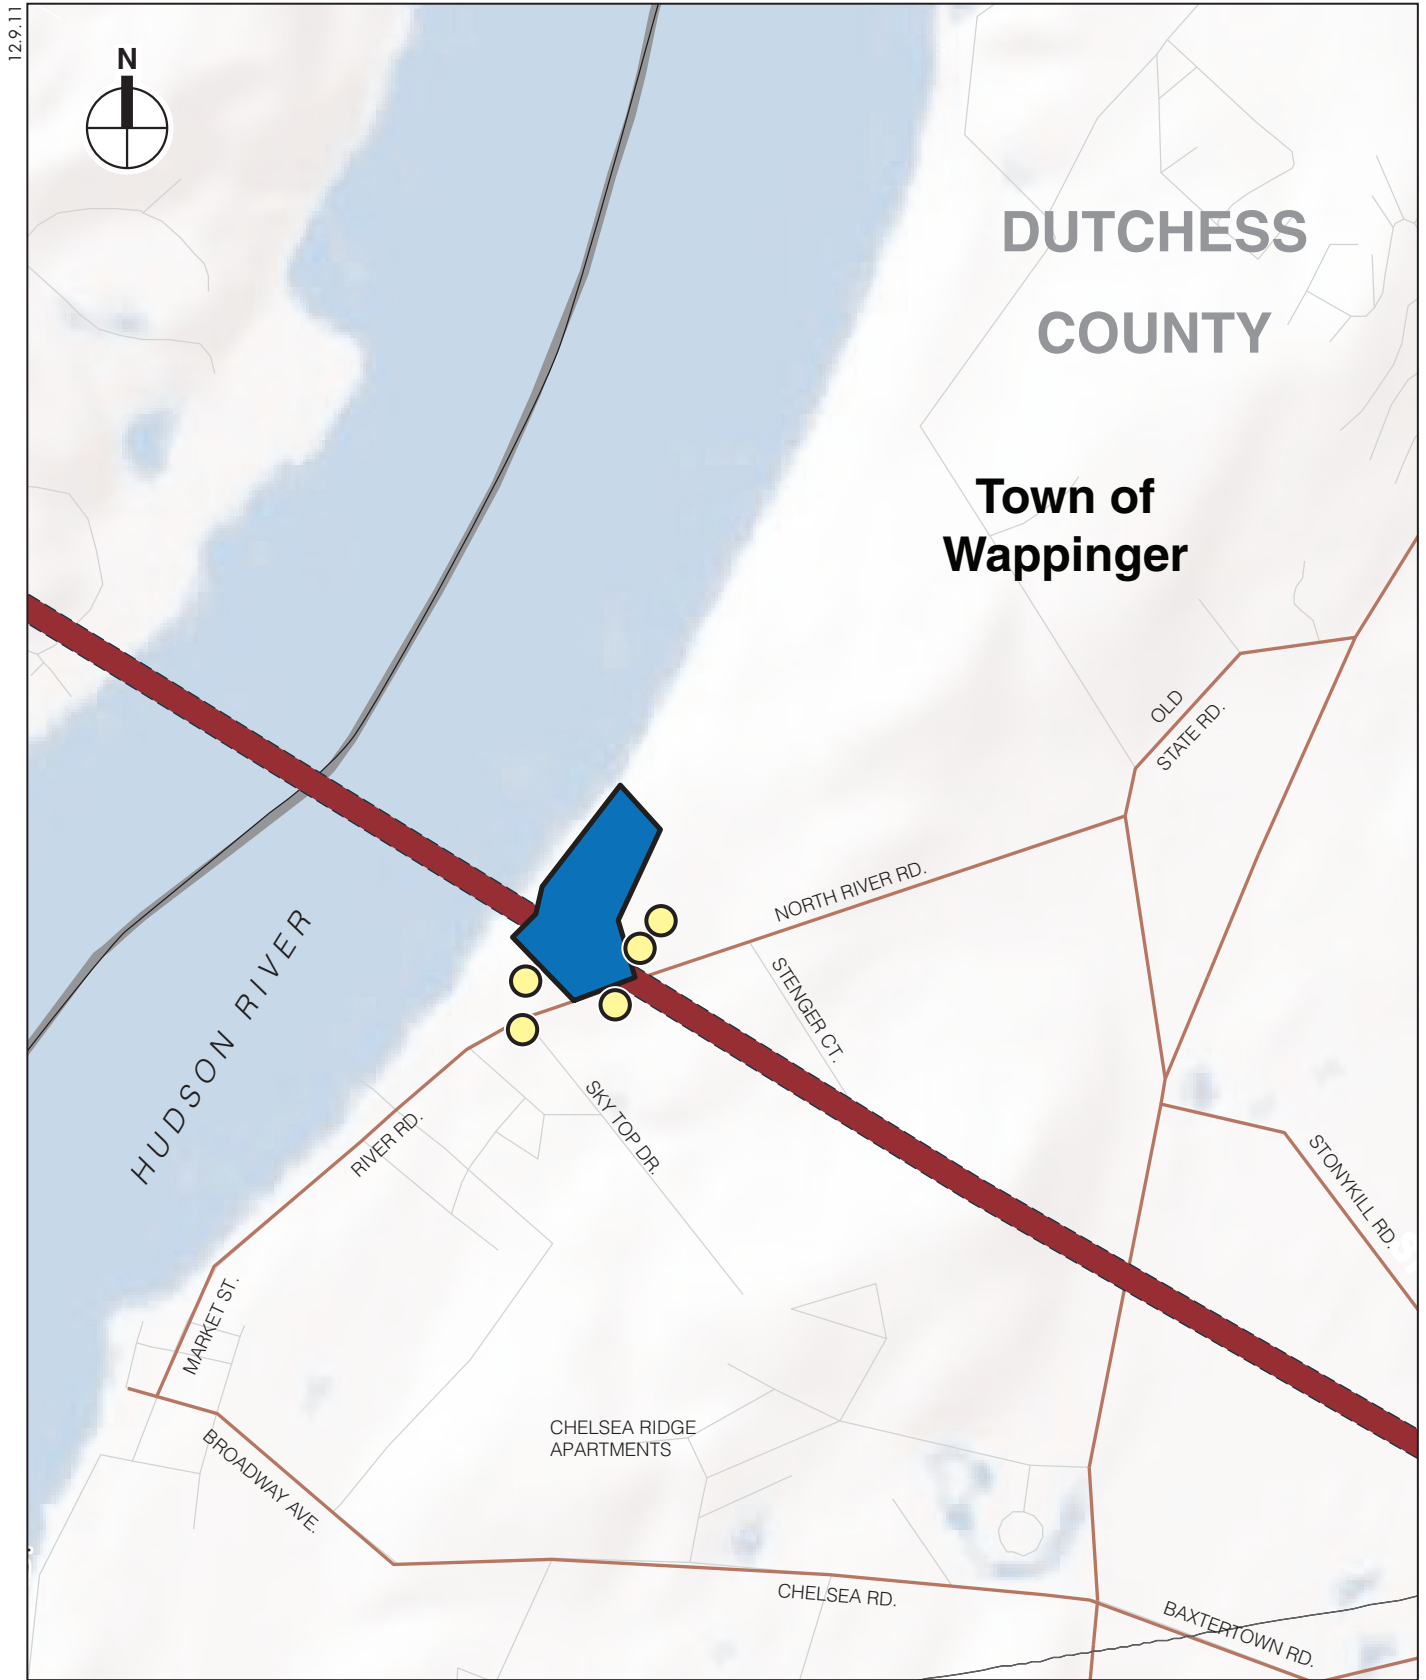 12.9.11
N
DUTCHESS
COUNTY
Town of
Wappinger
OLD
STATE RD.
NORTH RIVER RD.
STENGER CT.
HUDSON RIVER
SKY TOP DR.
RIVER RD.
STONYKILL RD.
MARKET ST.
CHELSEA RIDGE
APARTMENTS
BROADWAY AVE.
CHELSEA RD.
BAXTERTOWN RD.